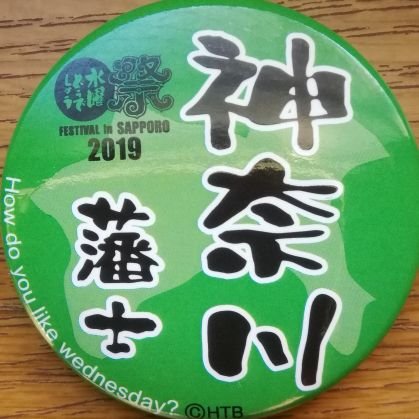 水曜どうでしょう祭
FESTIVAL in SAPPORO
2019
神奈川
藩士
How do you like wednesday?
©HTB